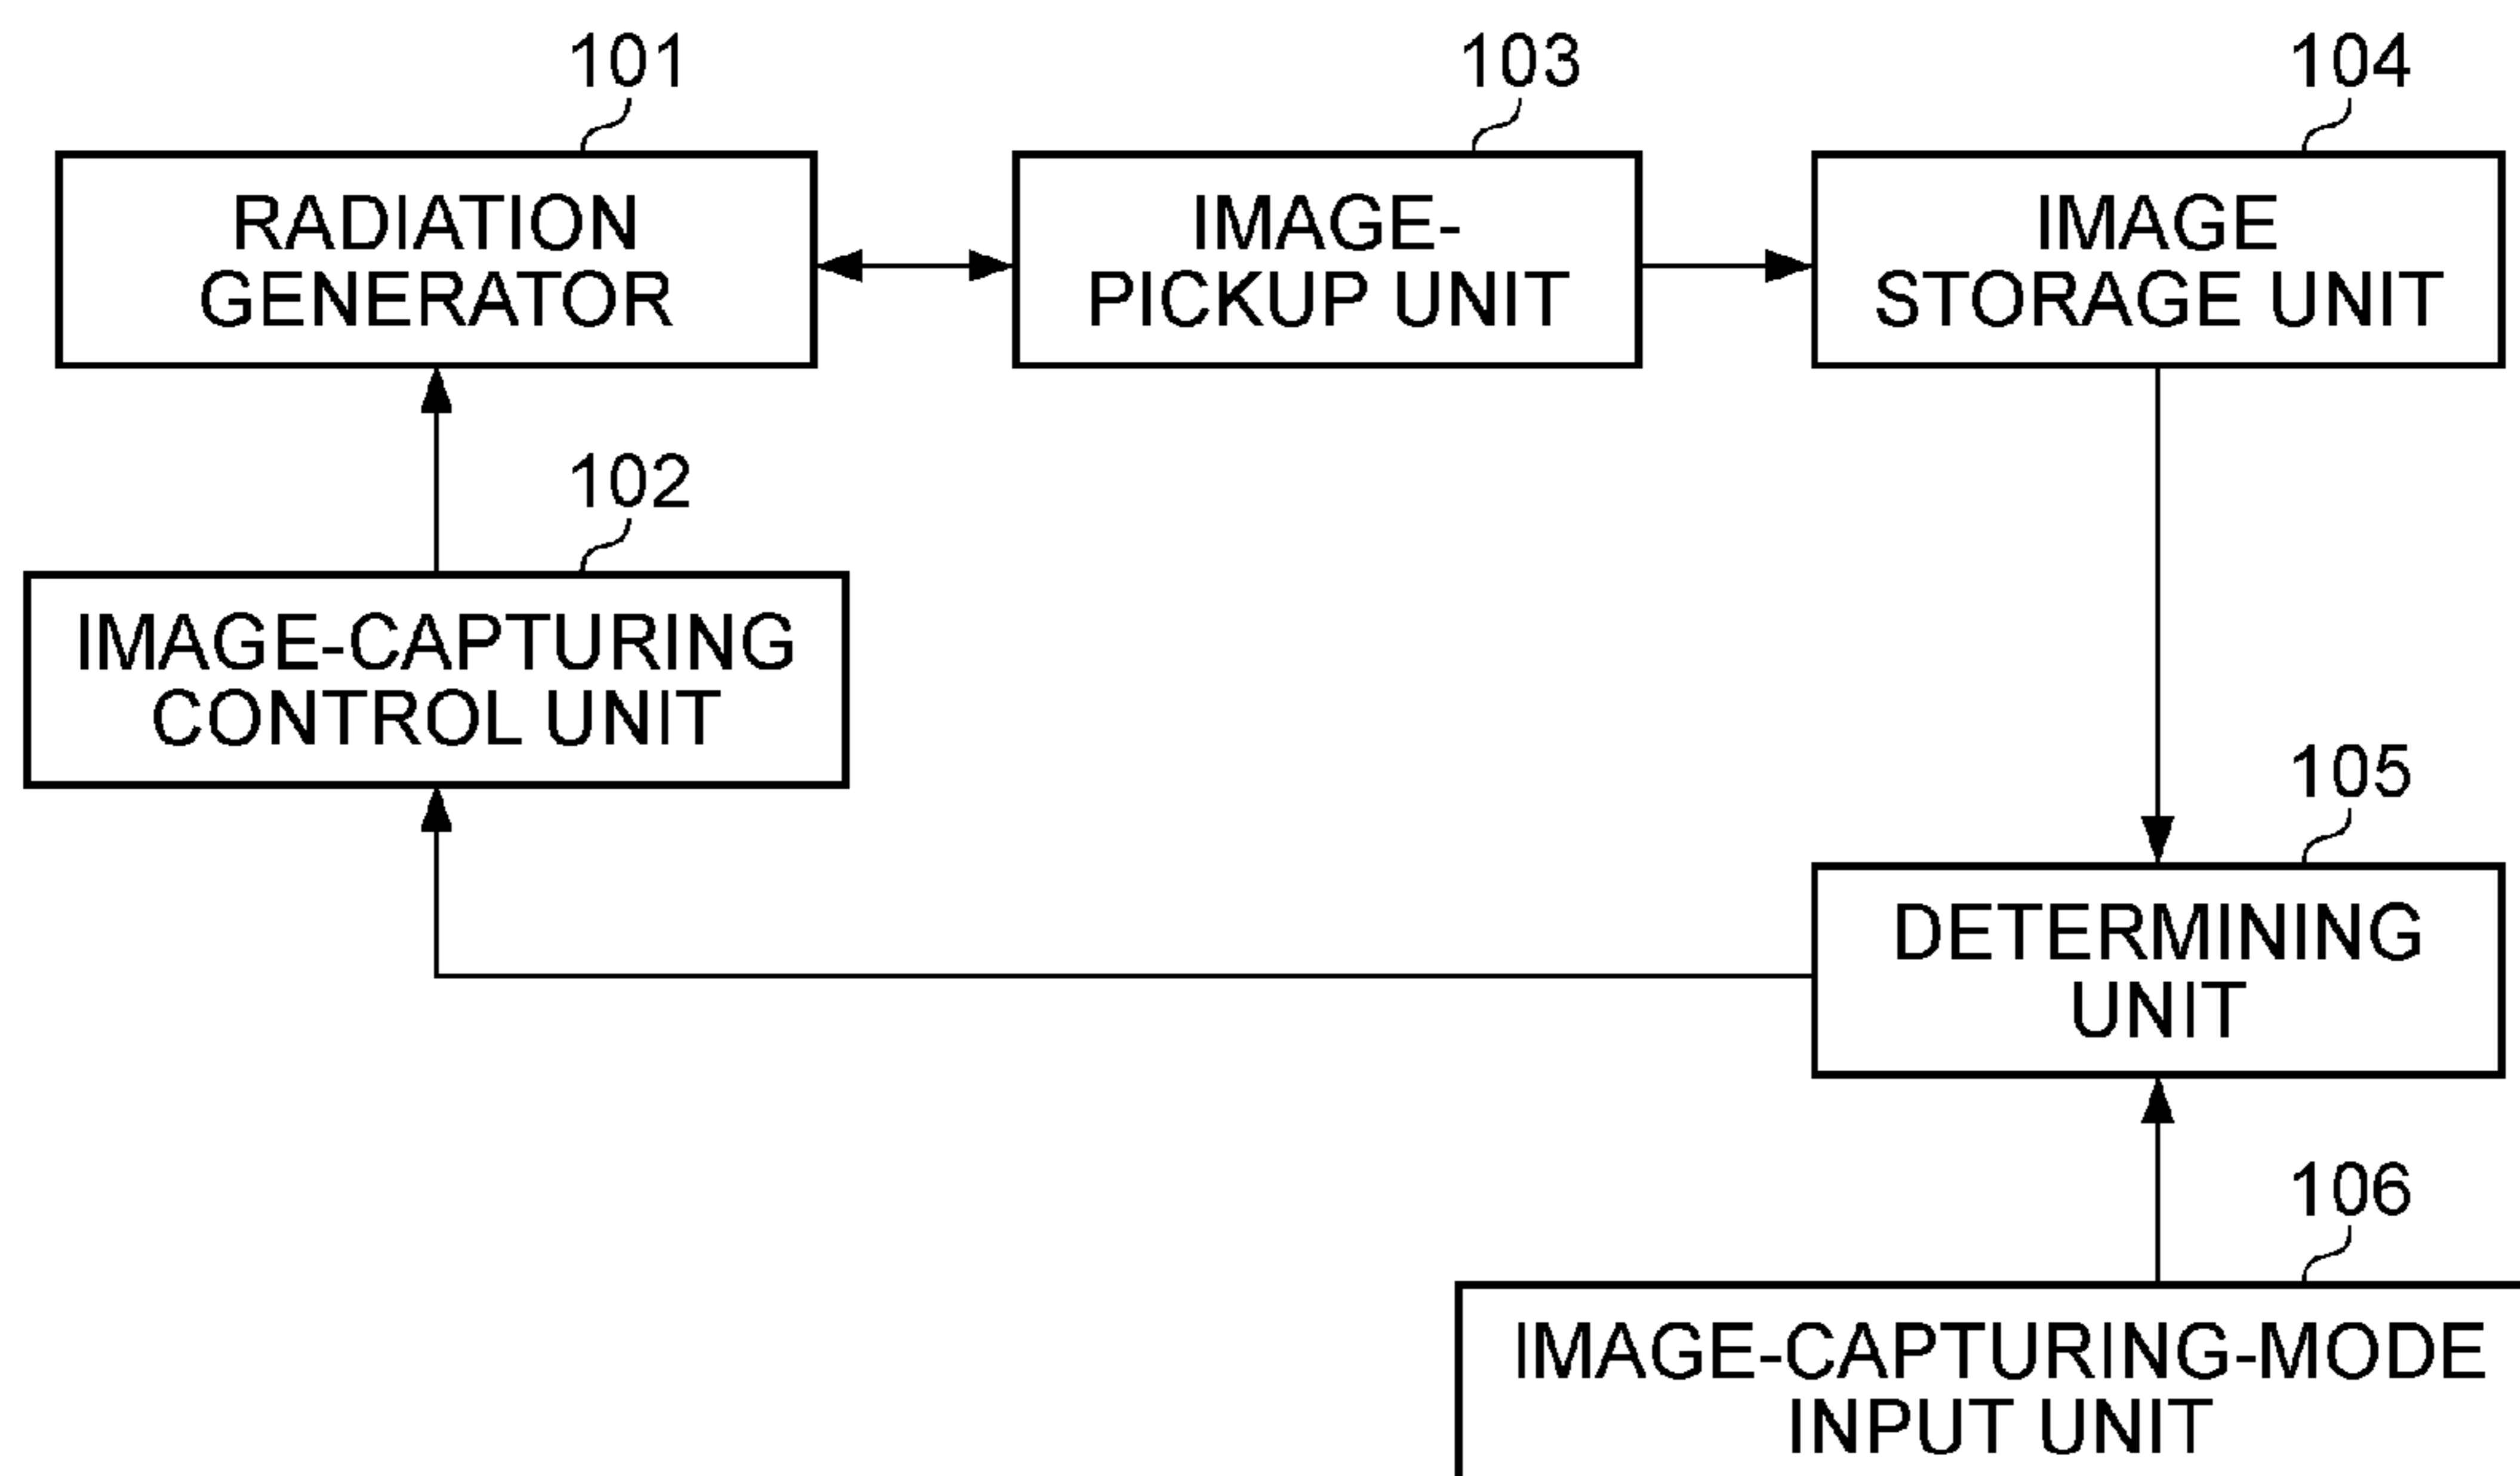 101
RADIATION
GENERATOR
103
IMAGE-
PICKUP UNIT
104
IMAGE
STORAGE UNIT
102
IMAGE-CAPTURING
CONTROL UNIT
105
DETERMINING
UNIT
106
IMAGE-CAPTURING-MODE
INPUT UNIT